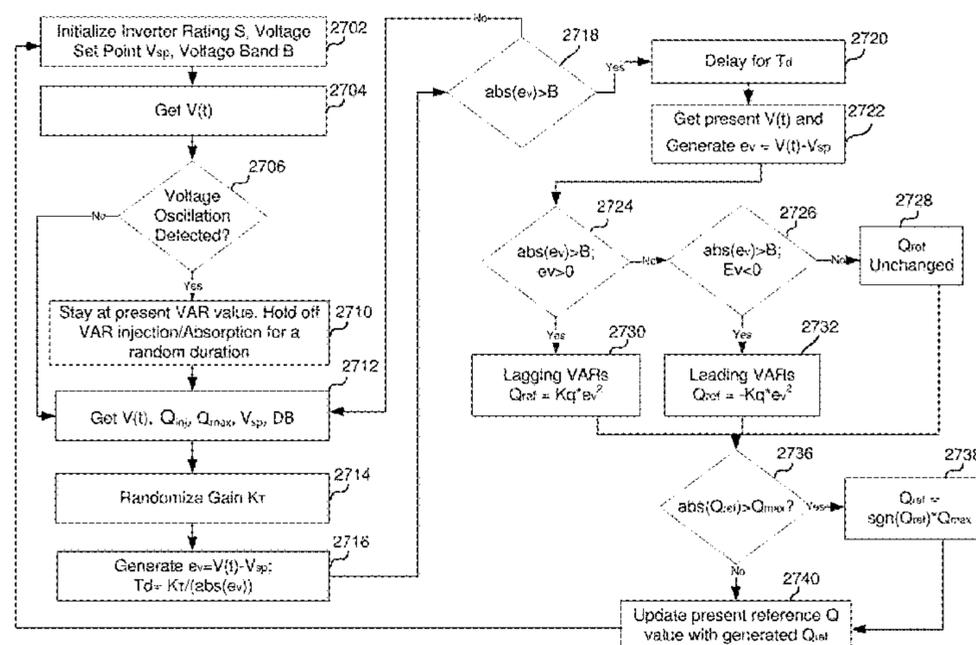 Initialize Inverter Rating S, Voltage
Set Point Vsp, Voltage Band B
2702
Get V(t)
2704
Voltage
Oscillation
Detected?
2706
No
Yes
Stay at present VAR value. Hold off
VAR injection/Absorption for a
random duration
2710
Get V(t), Qinj, Qmax, Vsp, DB
2712
Randomize Gain KT
2714
Generate ev=V(t)-Vsp;
Td= KT/(abs(ev))
2716
No
abs(ev)>B
2718
Yes
Delay for Td
2720
Get present V(t) and
Generate ev = V(t)-Vsp
2722
abs(ev)>B;
ev>0
2724
No
abs(ev)>B;
Ev<0
2726
No
Qref
Unchanged
2728
Yes
Lagging VARs
Qref = Kq*ev²
2730
Yes
Leading VARs
Qref = -Kq*ev²
2732
abs(Qref)>Qmax?
2736
Yes
Qref =
sgn(Qref)*Qmax
2738
No
Update present reference Q
value with generated Qref
2740